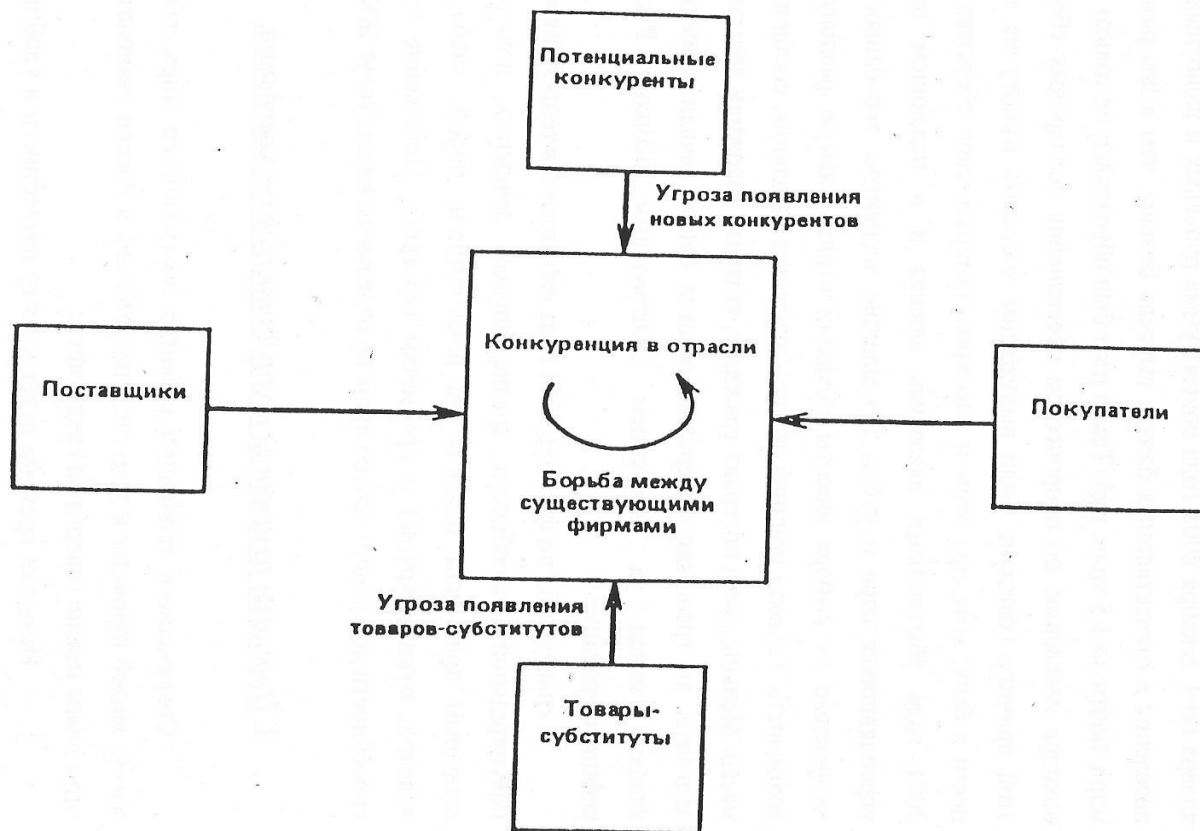 Потенциальные
конкуренты
Угроза появления
новых конкурентов
Конкуренция в отрасли
Поставщики
Покупатели
Борьба между
существующими
фирмами
Угроза появления
товаров-субститутов
Товары-
субституты